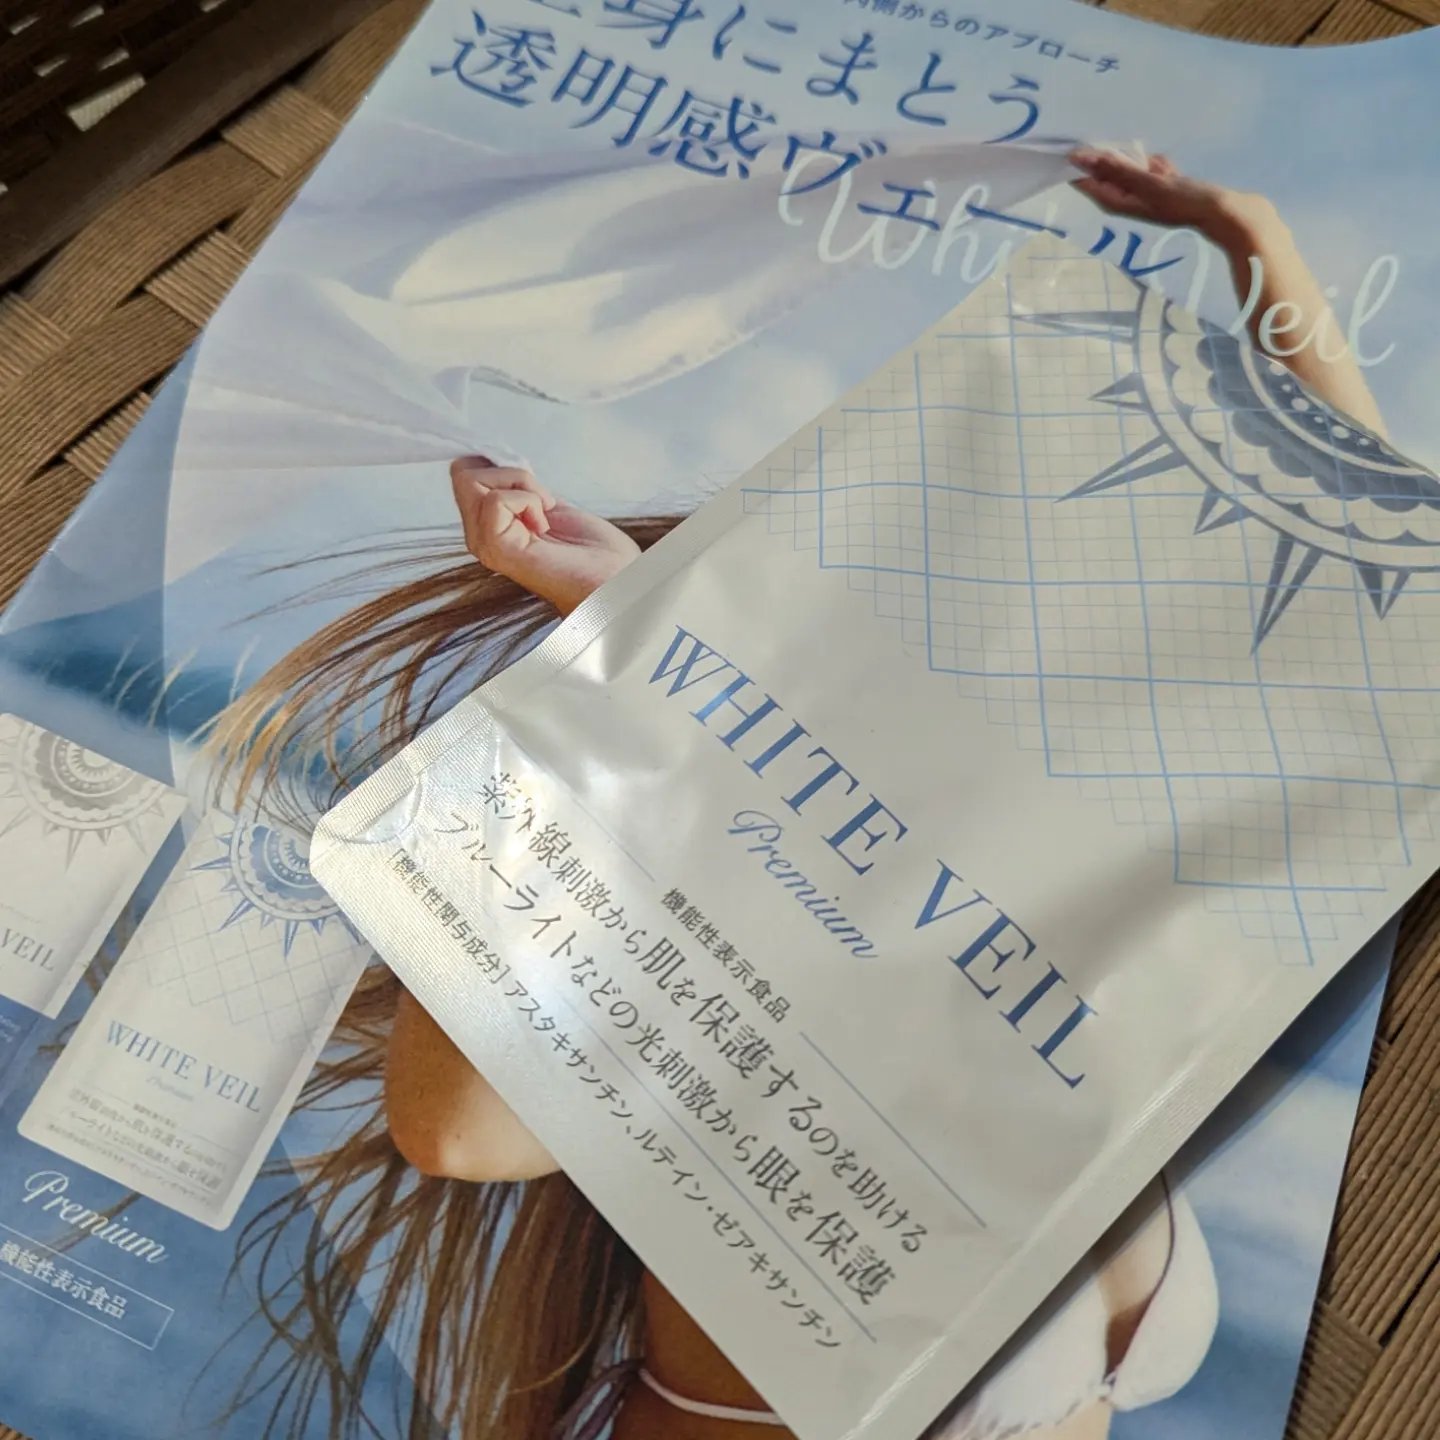 内側からのアプローチ
全身にまとう
透明感ヴェール
White Veil
WHITE VEIL
Premium
機能性表示食品
紫外線刺激から肌を保護するのを助ける
ブルーライトなどの光刺激から眼を保護
[機能性関与成分] アスタキサンチン、ルテイン・ゼアキサンチン
VEIL
WHITE VEIL
Premium
Premium
機能性表示食品